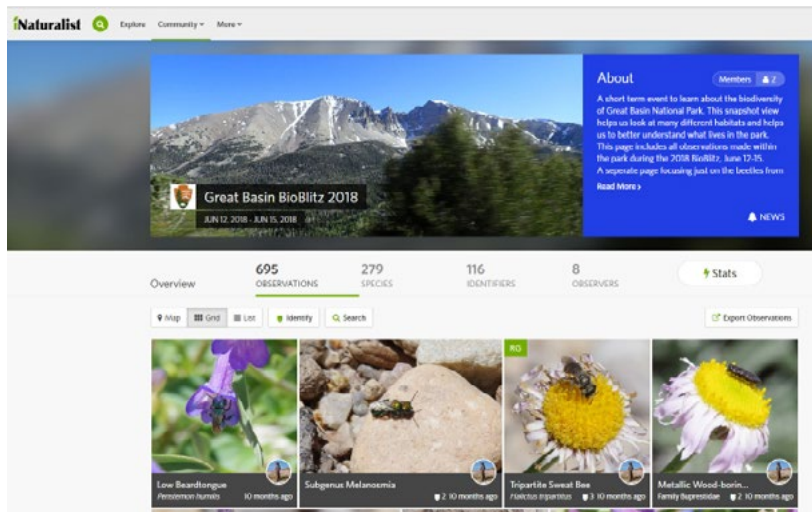 iNaturalist Explore Community More
About Members 2
A short term event to learn about the biodiversity
of Great Basin National Park. This snapshot view
helps us look at many different habitats and helps
us to better understand what lives in the park.
This page includes all observations made within
the park during the 2018 BioBlitz, June 12-15.
A seperate page focusing just on the beetles from
Read More >
NEWS
Great Basin BioBlitz 2018
JUN 12, 2018 - JUN 15, 2018
Overview
695
OBSERVATIONS
279
SPECIES
116
IDENTIFIERS
8
OBSERVERS
Stats
Map Grid List Identify Search Export Observations
RG
Low Beardtongue
Penstemon humilis 10 months ago
Subgenus Melanosmia
2 10 months ago
Tripartite Sweat Bee
Halictus tripartitus 3 10 months ago
Metallic Wood-borin...
Family Buprestidae 2 10 months ago